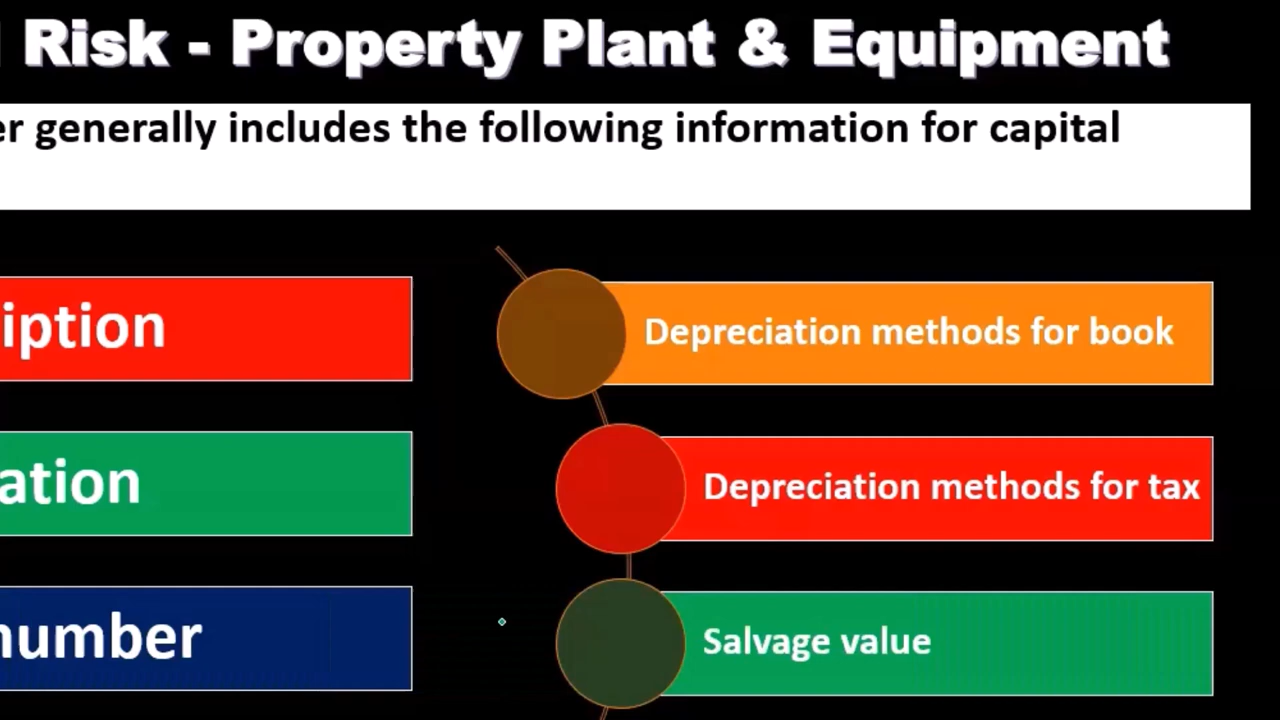 Risk - Property Plant & Equipment
er generally includes the following information for capital
iption
Depreciation methods for book
ation
Depreciation methods for tax
number
Salvage value